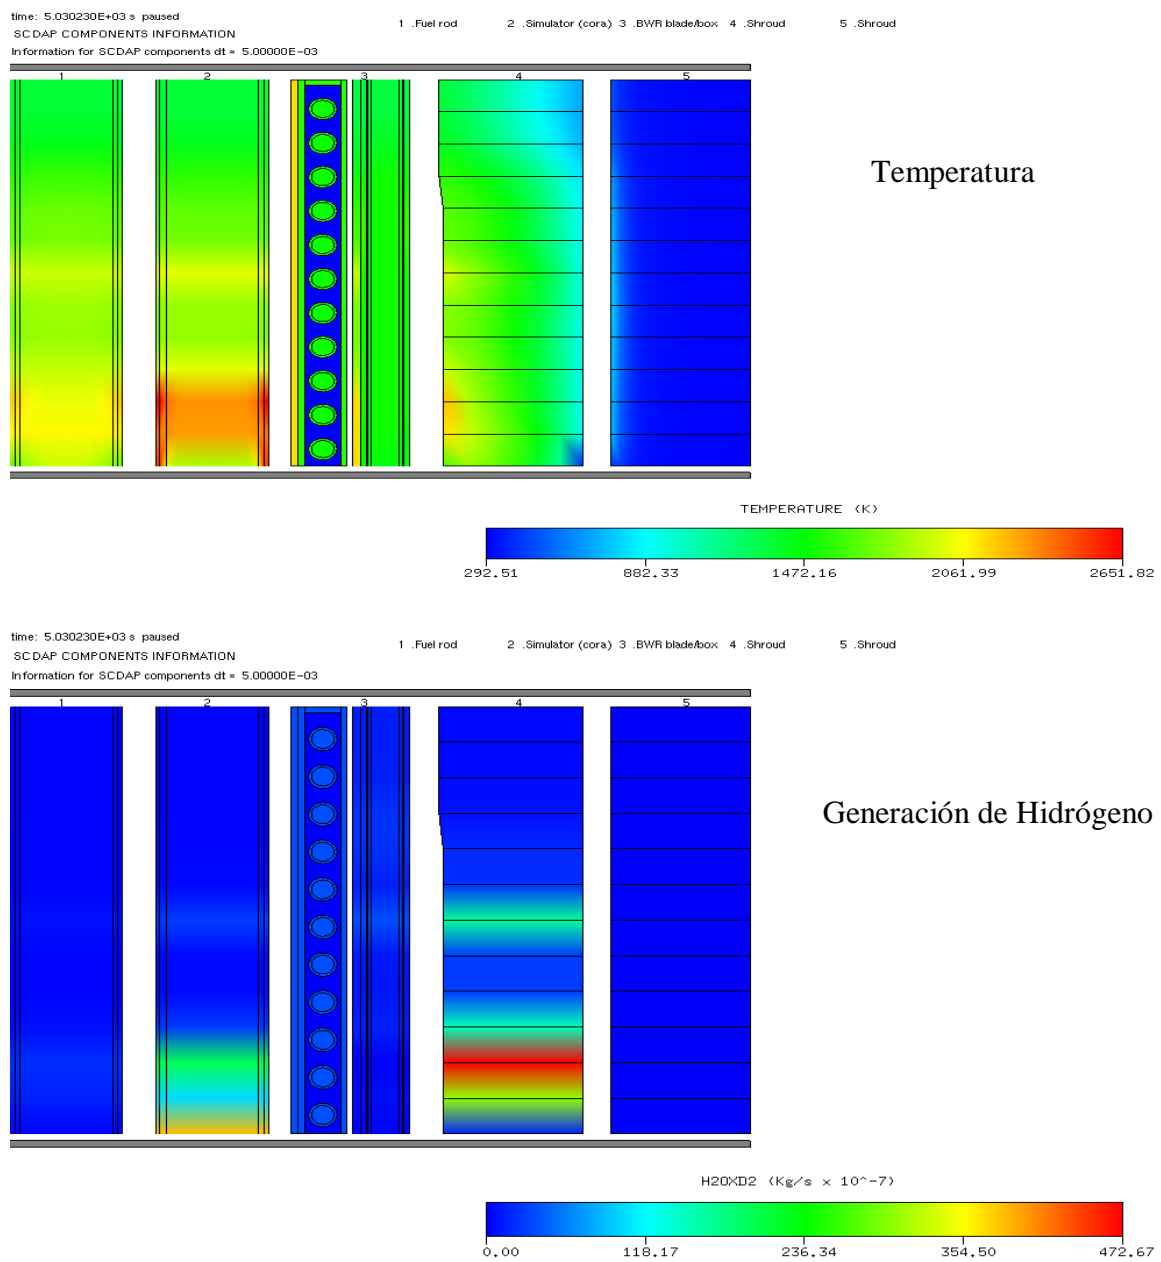 time: 5.030230E+03 s paused
1 .Fuel rod 2 .Simulator (cora) 3 .BWR blade/box 4 .Shroud 5 .Shroud
SCDAP COMPONENTS INFORMATION
Information for SCDAP components dt = 5.00000E-03
1 2 3 4 5
Temperatura
TEMPERATURE (K)
292.51 882.33 1472.16 2061.99 2651.82
time: 5.030230E+03 s paused
1 .Fuel rod 2 .Simulator (cora) 3 .BWR blade/box 4 .Shroud 5 .Shroud
SCDAP COMPONENTS INFORMATION
Information for SCDAP components dt = 5.00000E-03
1 2 3 4 5
Generación de Hidrógeno
H2OXD2 (Kg/s x 10^-7)
0.00 118.17 236.34 354.50 472.67